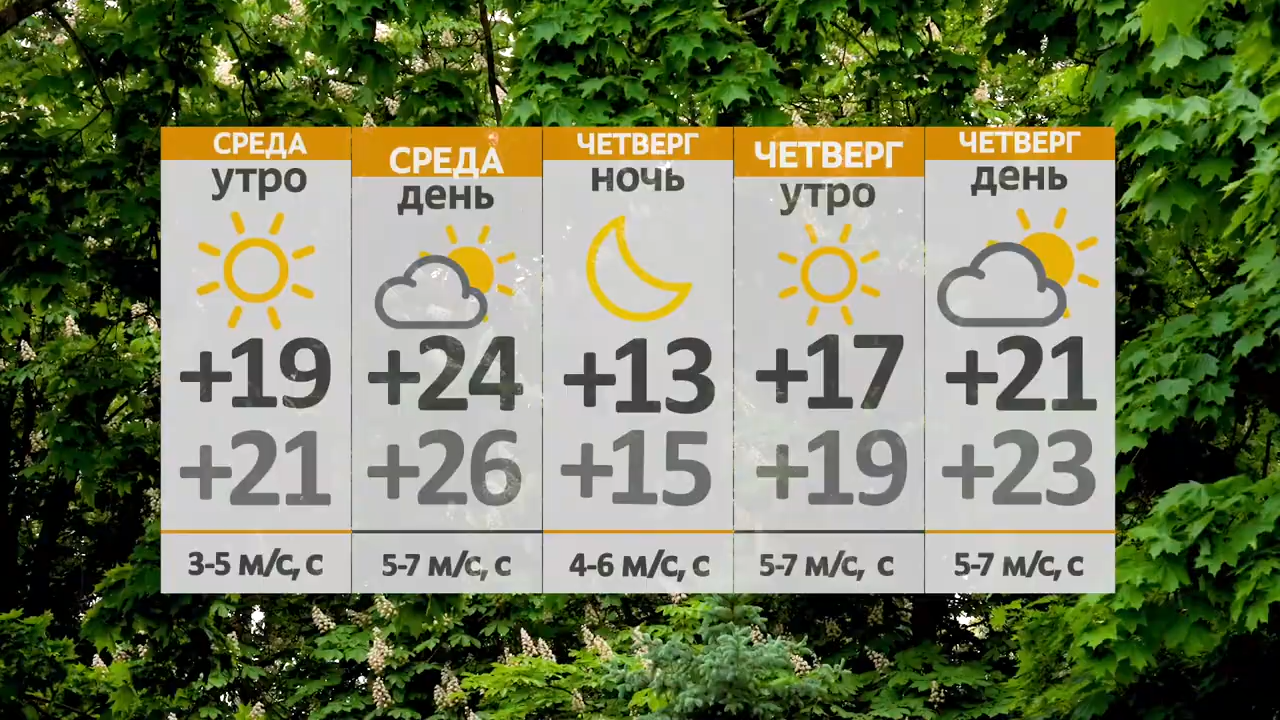 СРЕДА
утро
+19
+21
3-5 м/с, с
СРЕДА
день
+24
+26
5-7 м/с, с
ЧЕТВЕРГ
ночь
+13
+15
4-6 м/с, с
ЧЕТВЕРГ
утро
+17
+19
5-7 м/с, с
ЧЕТВЕРГ
день
+21
+23
5-7 м/с, с